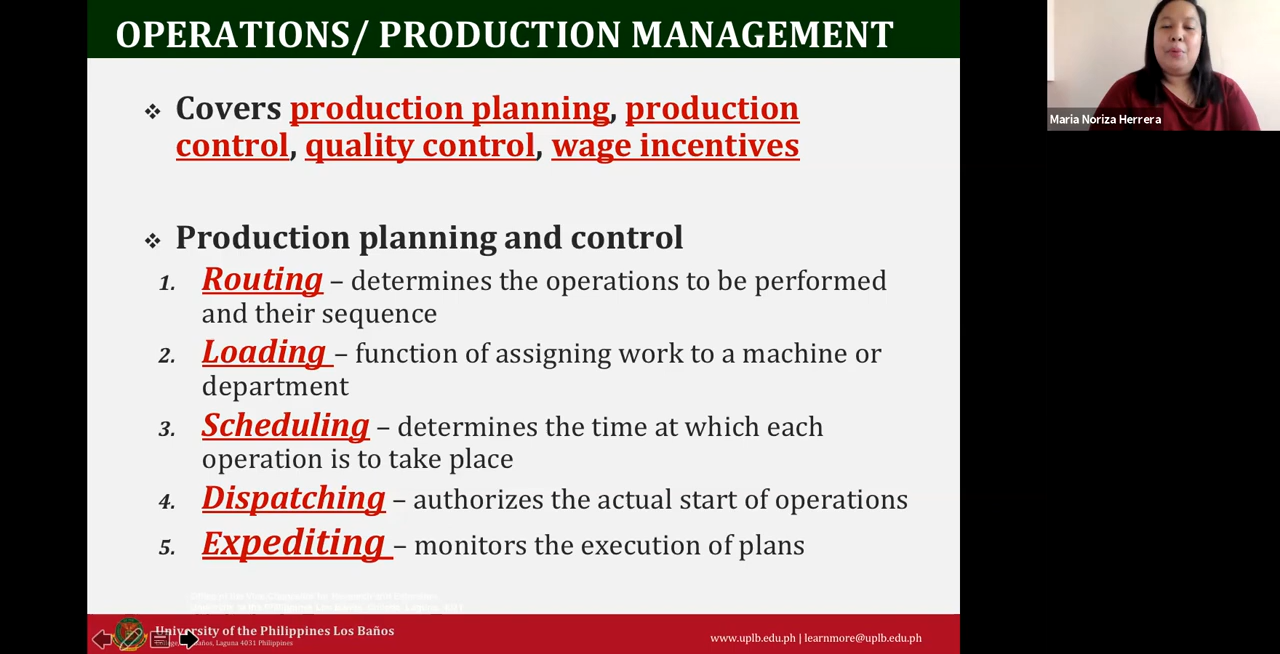 OPERATIONS/ PRODUCTION MANAGEMENT
❖ Covers production planning, production
control, quality control, wage incentives
❖ Production planning and control
1. Routing – determines the operations to be performed
and their sequence
2. Loading – function of assigning work to a machine or
department
3. Scheduling – determines the time at which each
operation is to take place
4. Dispatching – authorizes the actual start of operations
5. Expediting – monitors the execution of plans
University of the Philippines Los Baños
Laguna 4031 Philippines
www.uplb.edu.ph | learnmore@uplb.edu.ph
Maria Noriza Herrera